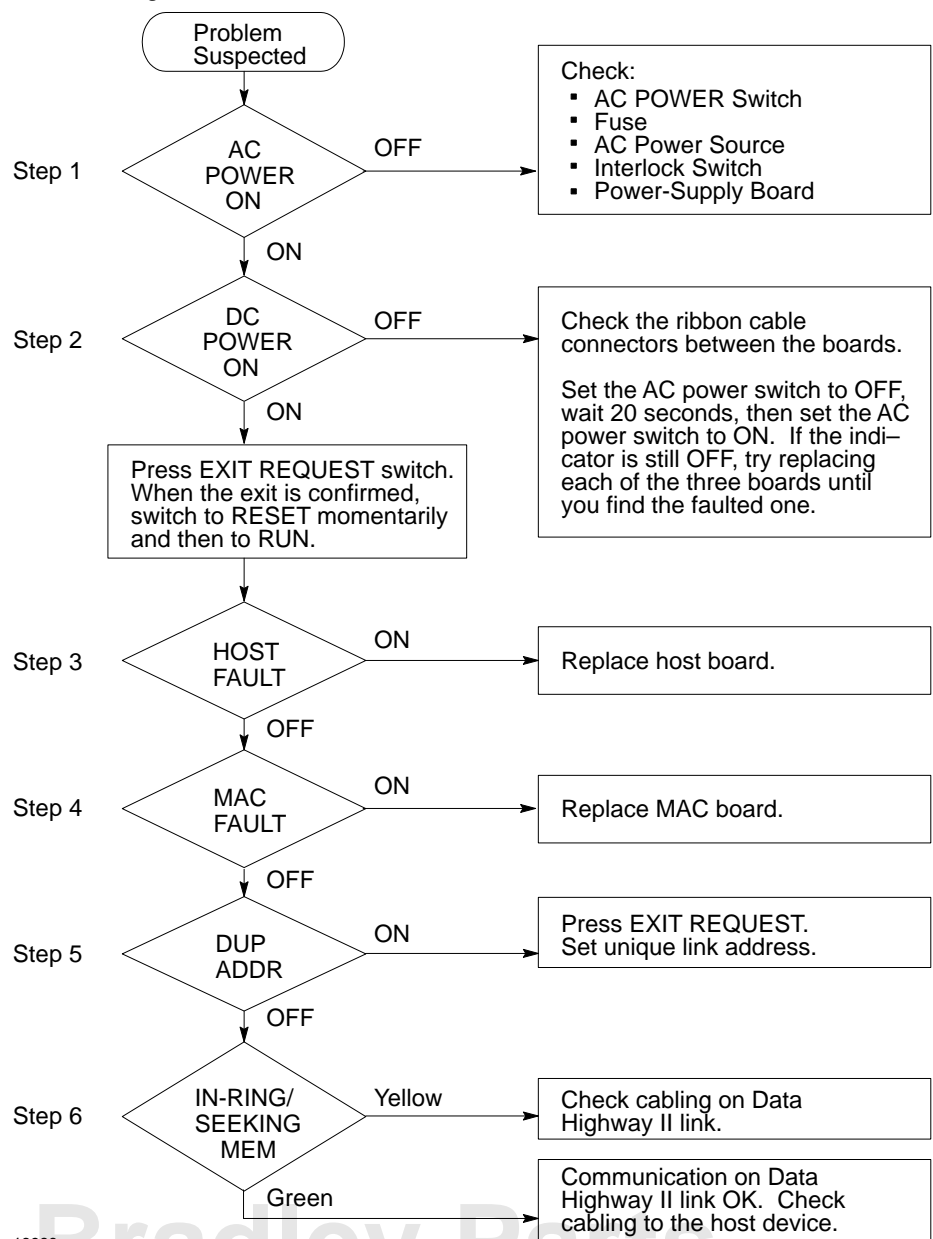 Problem
Suspected
Step 1
AC
POWER
ON
OFF
Check:
▪ AC POWER Switch
▪ Fuse
▪ AC Power Source
▪ Interlock Switch
▪ Power-Supply Board
ON
Step 2
DC
POWER
ON
OFF
Check the ribbon cable
connectors between the boards.
Set the AC power switch to OFF,
wait 20 seconds, then set the AC
power switch to ON. If the indi–
cator is still OFF, try replacing
each of the three boards until
you find the faulted one.
ON
Press EXIT REQUEST switch.
When the exit is confirmed,
switch to RESET momentarily
and then to RUN.
Step 3
HOST
FAULT
ON
Replace host board.
OFF
Step 4
MAC
FAULT
ON
Replace MAC board.
OFF
Step 5
DUP
ADDR
ON
Press EXIT REQUEST.
Set unique link address.
OFF
Step 6
IN-RING/
SEEKING
MEM
Yellow
Check cabling on Data
Highway II link.
Green
Communication on Data
Highway II link OK. Check
cabling to the host device.
Bradley Parts